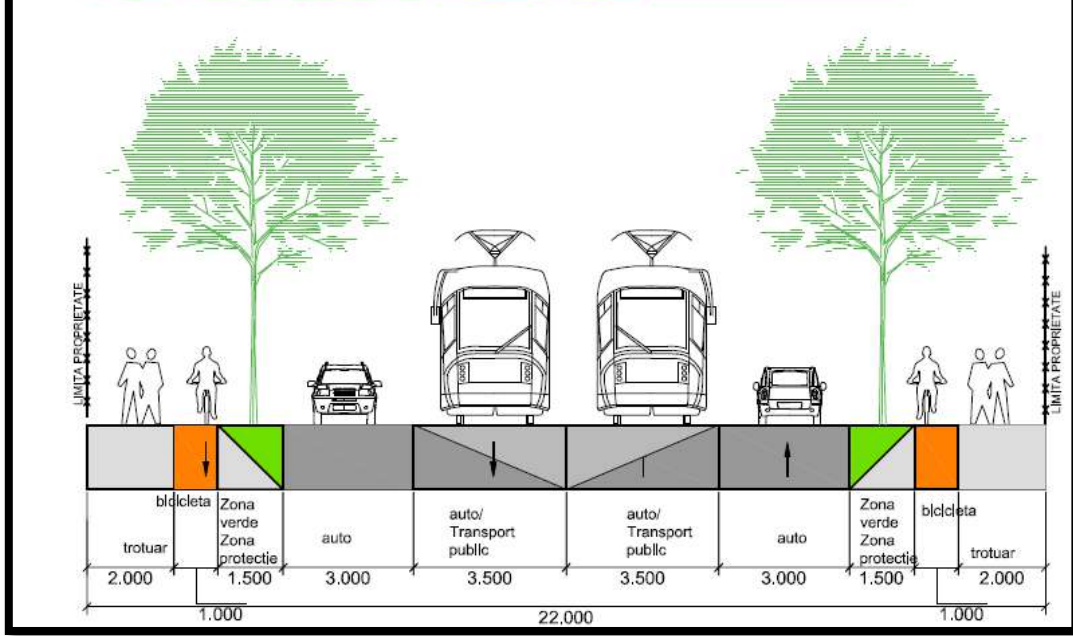 LIMITA PROPRIETATE
LIMITA PROPRIETATE
trotuar
bicicleta
Zona
verde
Zona
protectie
auto
auto/
Transport
public
auto/
Transport
public
auto
Zona
verde
Zona
protectie
bicicleta
trotuar
2.000
1.500
3.000
3.500
3.500
3.000
1.500
2.000
1.000
22.000
1.000